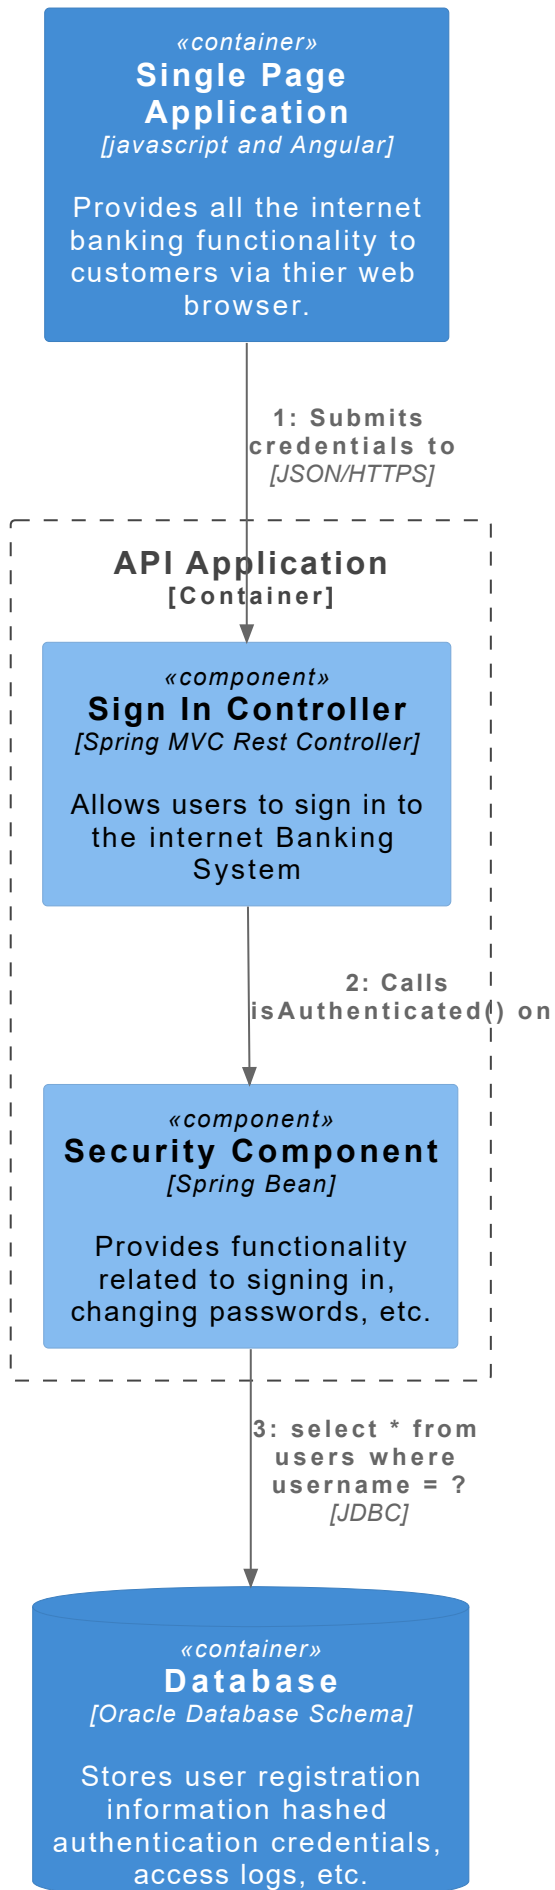 «container»
Single Page
Application
[javascript and Angular]
Provides all the internet
banking functionality to
customers via thier web
browser.
1: Submits
credentials to
[JSON/HTTPS]
API Application
[Container]
«component»
Sign In Controller
[Spring MVC Rest Controller]
Allows users to sign in to
the internet Banking
System
2: Calls
isAuthenticated() on
«component»
Security Component
[Spring Bean]
Provides functionality
related to signing in,
changing passwords, etc.
3: select * from
users where
username = ?
[JDBC]
«container»
Database
[Oracle Database Schema]
Stores user registration
information hashed
authentication credentials,
access logs, etc.